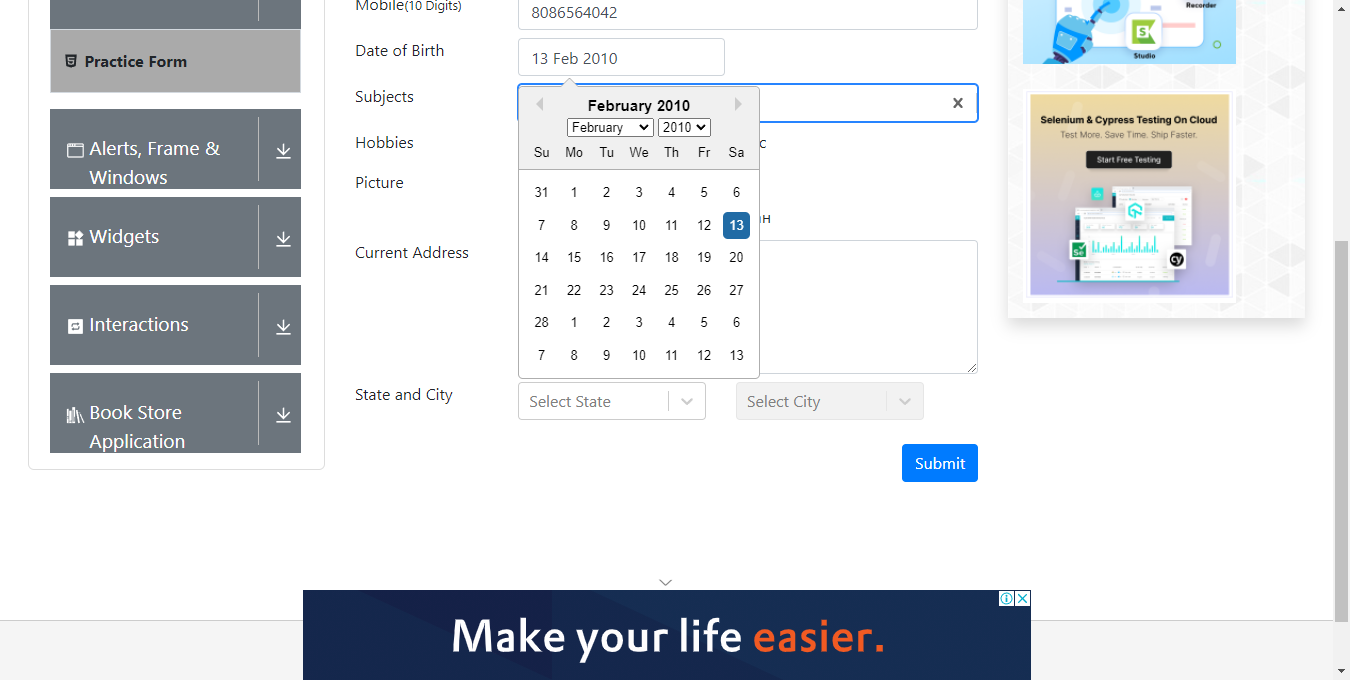 Mobile(10 Digits)
8086564042
Practice Form
Date of Birth
13 Feb 2010
Subjects
Hobbies
Picture
Current Address
State and City
February 2010
February
2010
Su Mo Tu We Th Fr Sa
31 1 2 3 4 5 6
7 8 9 10 11 12 13
14 15 16 17 18 19 20
21 22 23 24 25 26 27
28 1 2 3 4 5 6
7 8 9 10 11 12 13
Select State
Select City
Submit
Alerts, Frame &
Windows
Widgets
Interactions
Book Store
Application
Recorder
Studio
Selenium & Cypress Testing On Cloud
Test More. Save Time. Ship Faster.
Start Free Testing
Se
cy
Make your life easier.